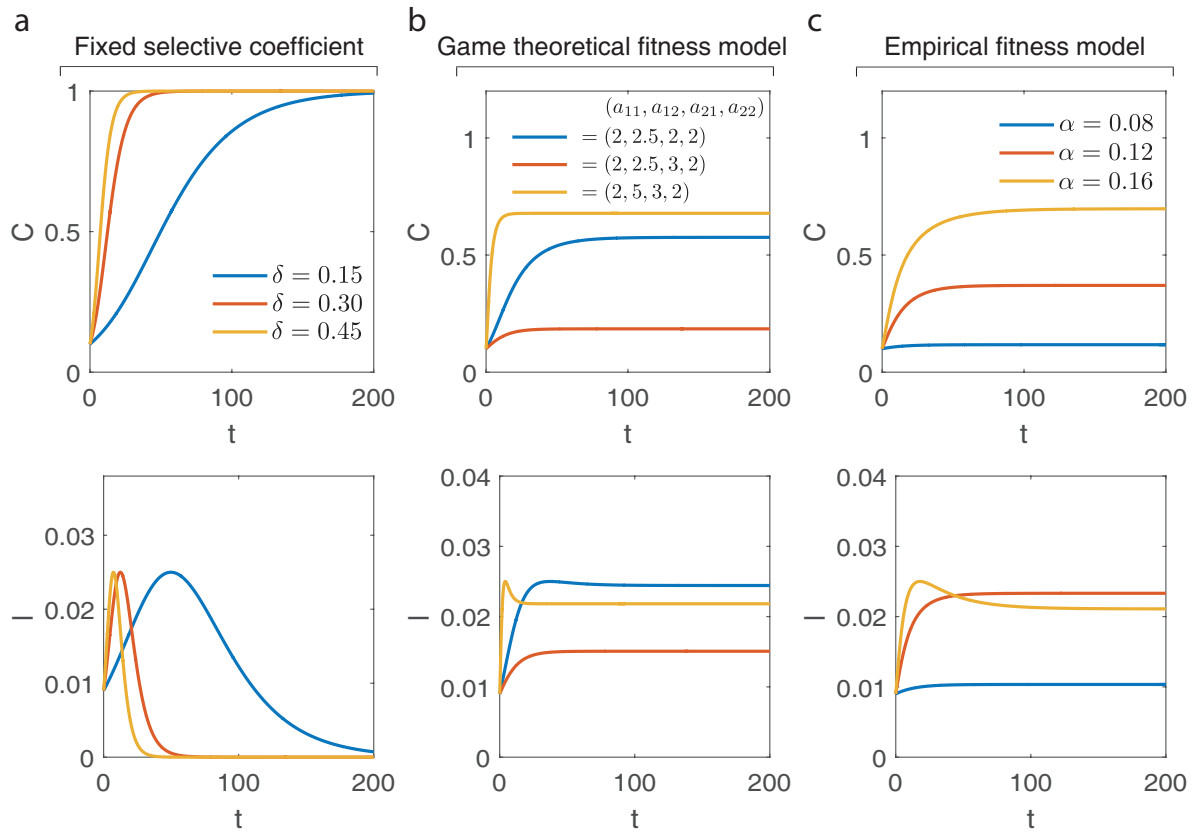 a
Fixed selective coefficient
b
Game theoretical fitness model
c
Empirical fitness model
1
0.5
0
C
0
100
200
t
δ = 0.15
δ = 0.30
δ = 0.45
1
0.5
0
C
0
100
200
t
(a11, a12, a21, a22)
= (2, 2.5, 2, 2)
= (2, 2.5, 3, 2)
= (2, 5, 3, 2)
1
0.5
0
C
0
100
200
t
α = 0.08
α = 0.12
α = 0.16
0.03
0.02
0.01
0
I
0
100
200
t
0.04
0.03
0.02
0.01
0
I
0
100
200
t
0.04
0.03
0.02
0.01
0
I
0
100
200
t